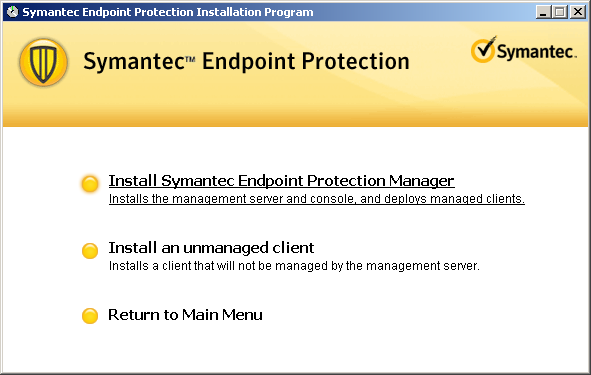 Symantec Endpoint Protection Installation Program
Symantec™ Endpoint Protection
Symantec.
Install Symantec Endpoint Protection Manager
Installs the management server and console, and deploys managed clients.
Install an unmanaged client
Installs a client that will not be managed by the management server.
Return to Main Menu